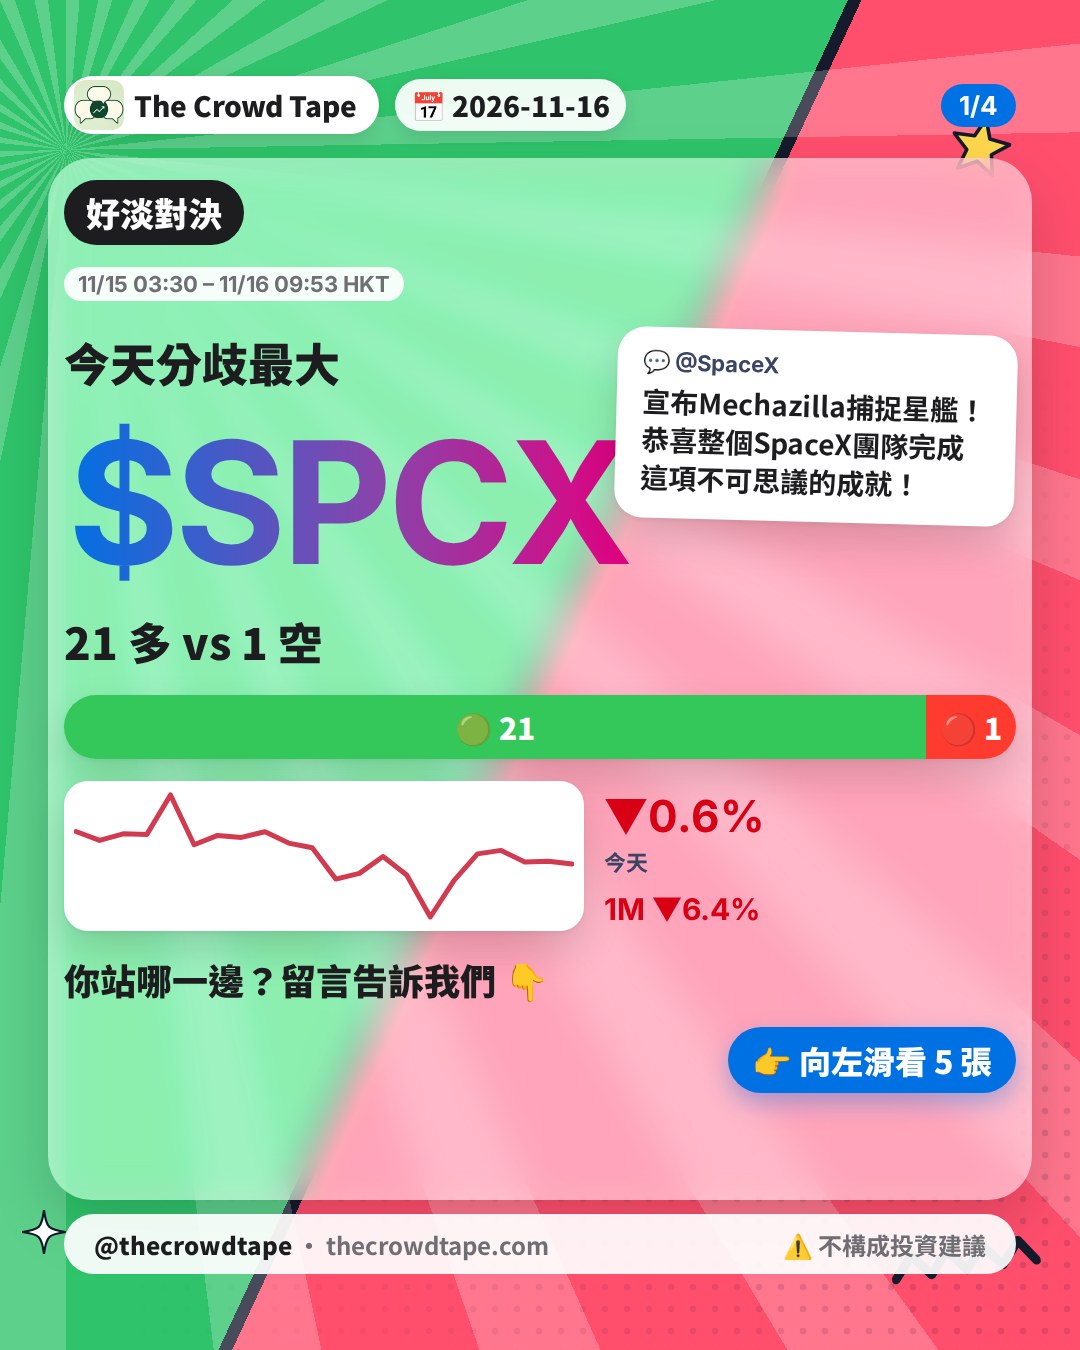 The Crowd Tape
📅 2026-11-16
1/4
好淡對決
11/15 03:30 – 11/16 09:53 HKT
今天分歧最大
$SPCX
💬 @SpaceX
宣布Mechazilla捕捉星艦！
恭喜整個SpaceX團隊完成
這項不可思議的成就！
21 多 vs 1 空
🟢 21
🔴 1
▼0.6%
今天
1M ▼6.4%
你站哪一邊？留言告訴我們 👇
👉 向左滑看 5 張
@thecrowdtape · thecrowdtape.com
⚠️ 不構成投資建議